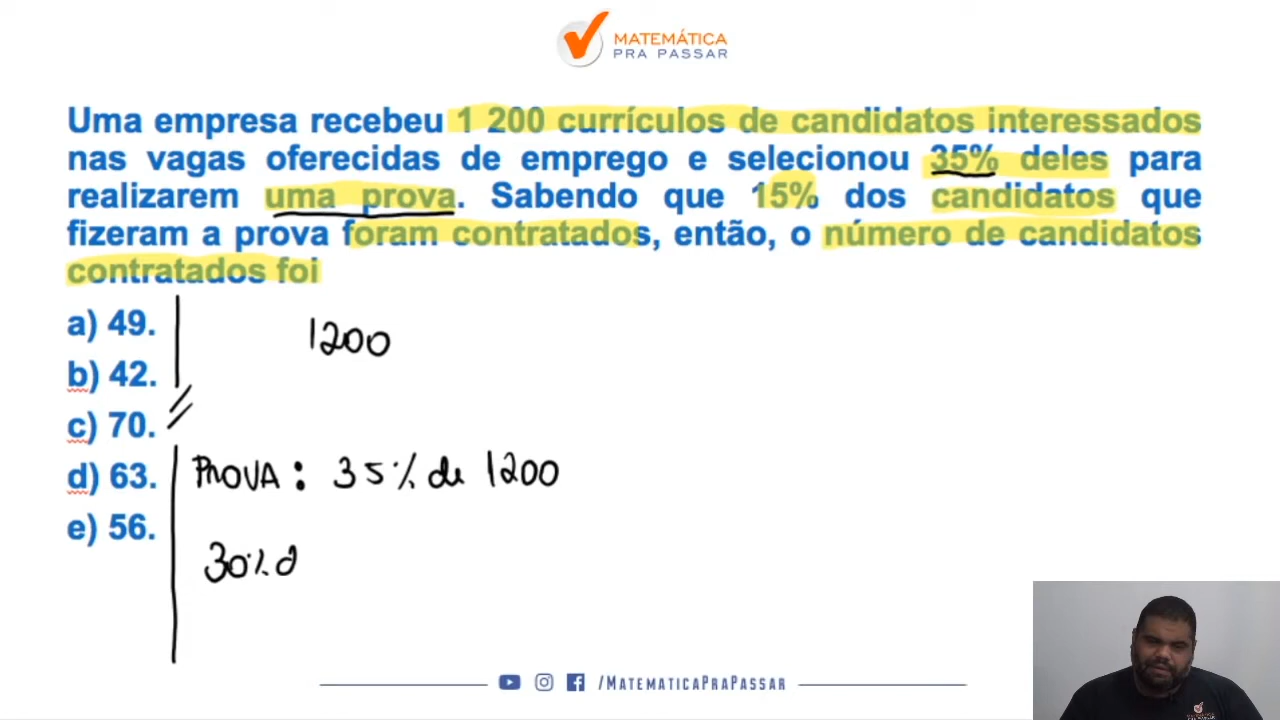 MATEMÁTICA
PRA PASSAR
Uma empresa recebeu 1 200 currículos de candidatos interessados
nas vagas oferecidas de emprego e selecionou 35% deles para
realizarem uma prova. Sabendo que 15% dos candidatos que
fizeram a prova foram contratados, então, o número de candidatos
contratados foi
a) 49.
b) 42.
c) 70.
d) 63.
e) 56.
1200
PROVA: 35% de 1200
30% d
/MATEMATICAPRAPASSAR